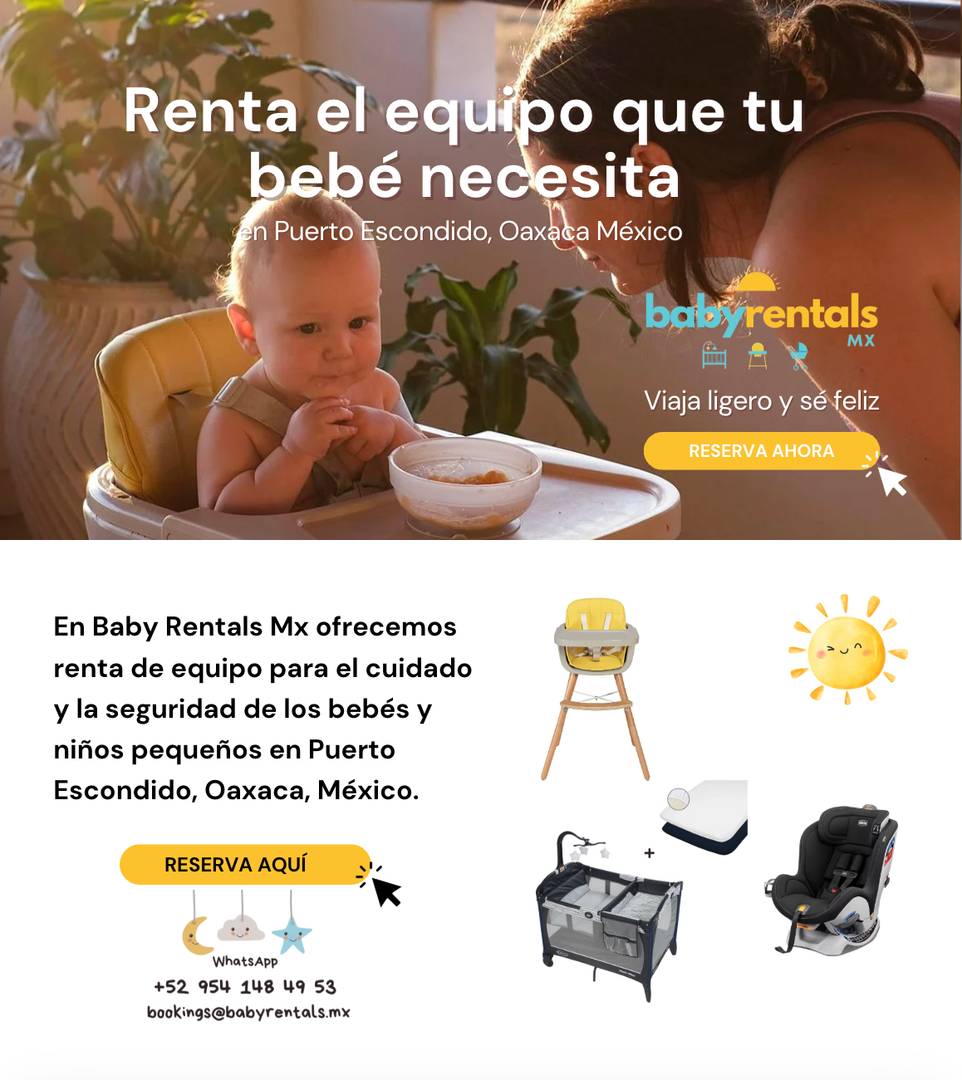 Renta el equipo que tu
bebé necesita
en Puerto Escondido, Oaxaca México
babyrentals
MX
Viaja ligero y sé feliz
RESERVA AHORA
En Baby Rentals Mx ofrecemos
renta de equipo para el cuidado
y la seguridad de los bebés y
niños pequeños en Puerto
Escondido, Oaxaca, México.
RESERVA AQUÍ
WhatsApp
+52 954 148 49 53
bookings@babyrentals.mx
+